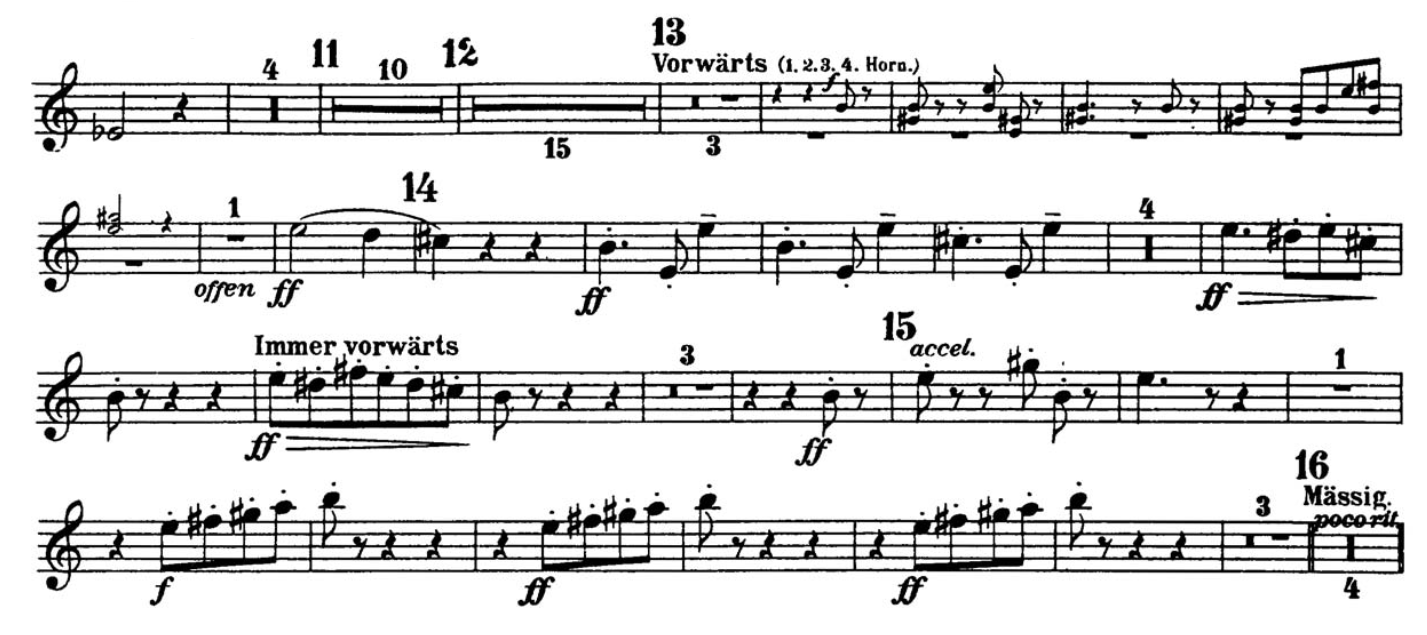 13
4 11 10 12 Vorwärts (1. 2. 3. 4. Horn.)
f
15 3
14
1 4
offen ff ff ff
15
Immer vorwärts 3 accel. 1
ff ff
16
3 Mässig.
poco rit.
f ff ff 4